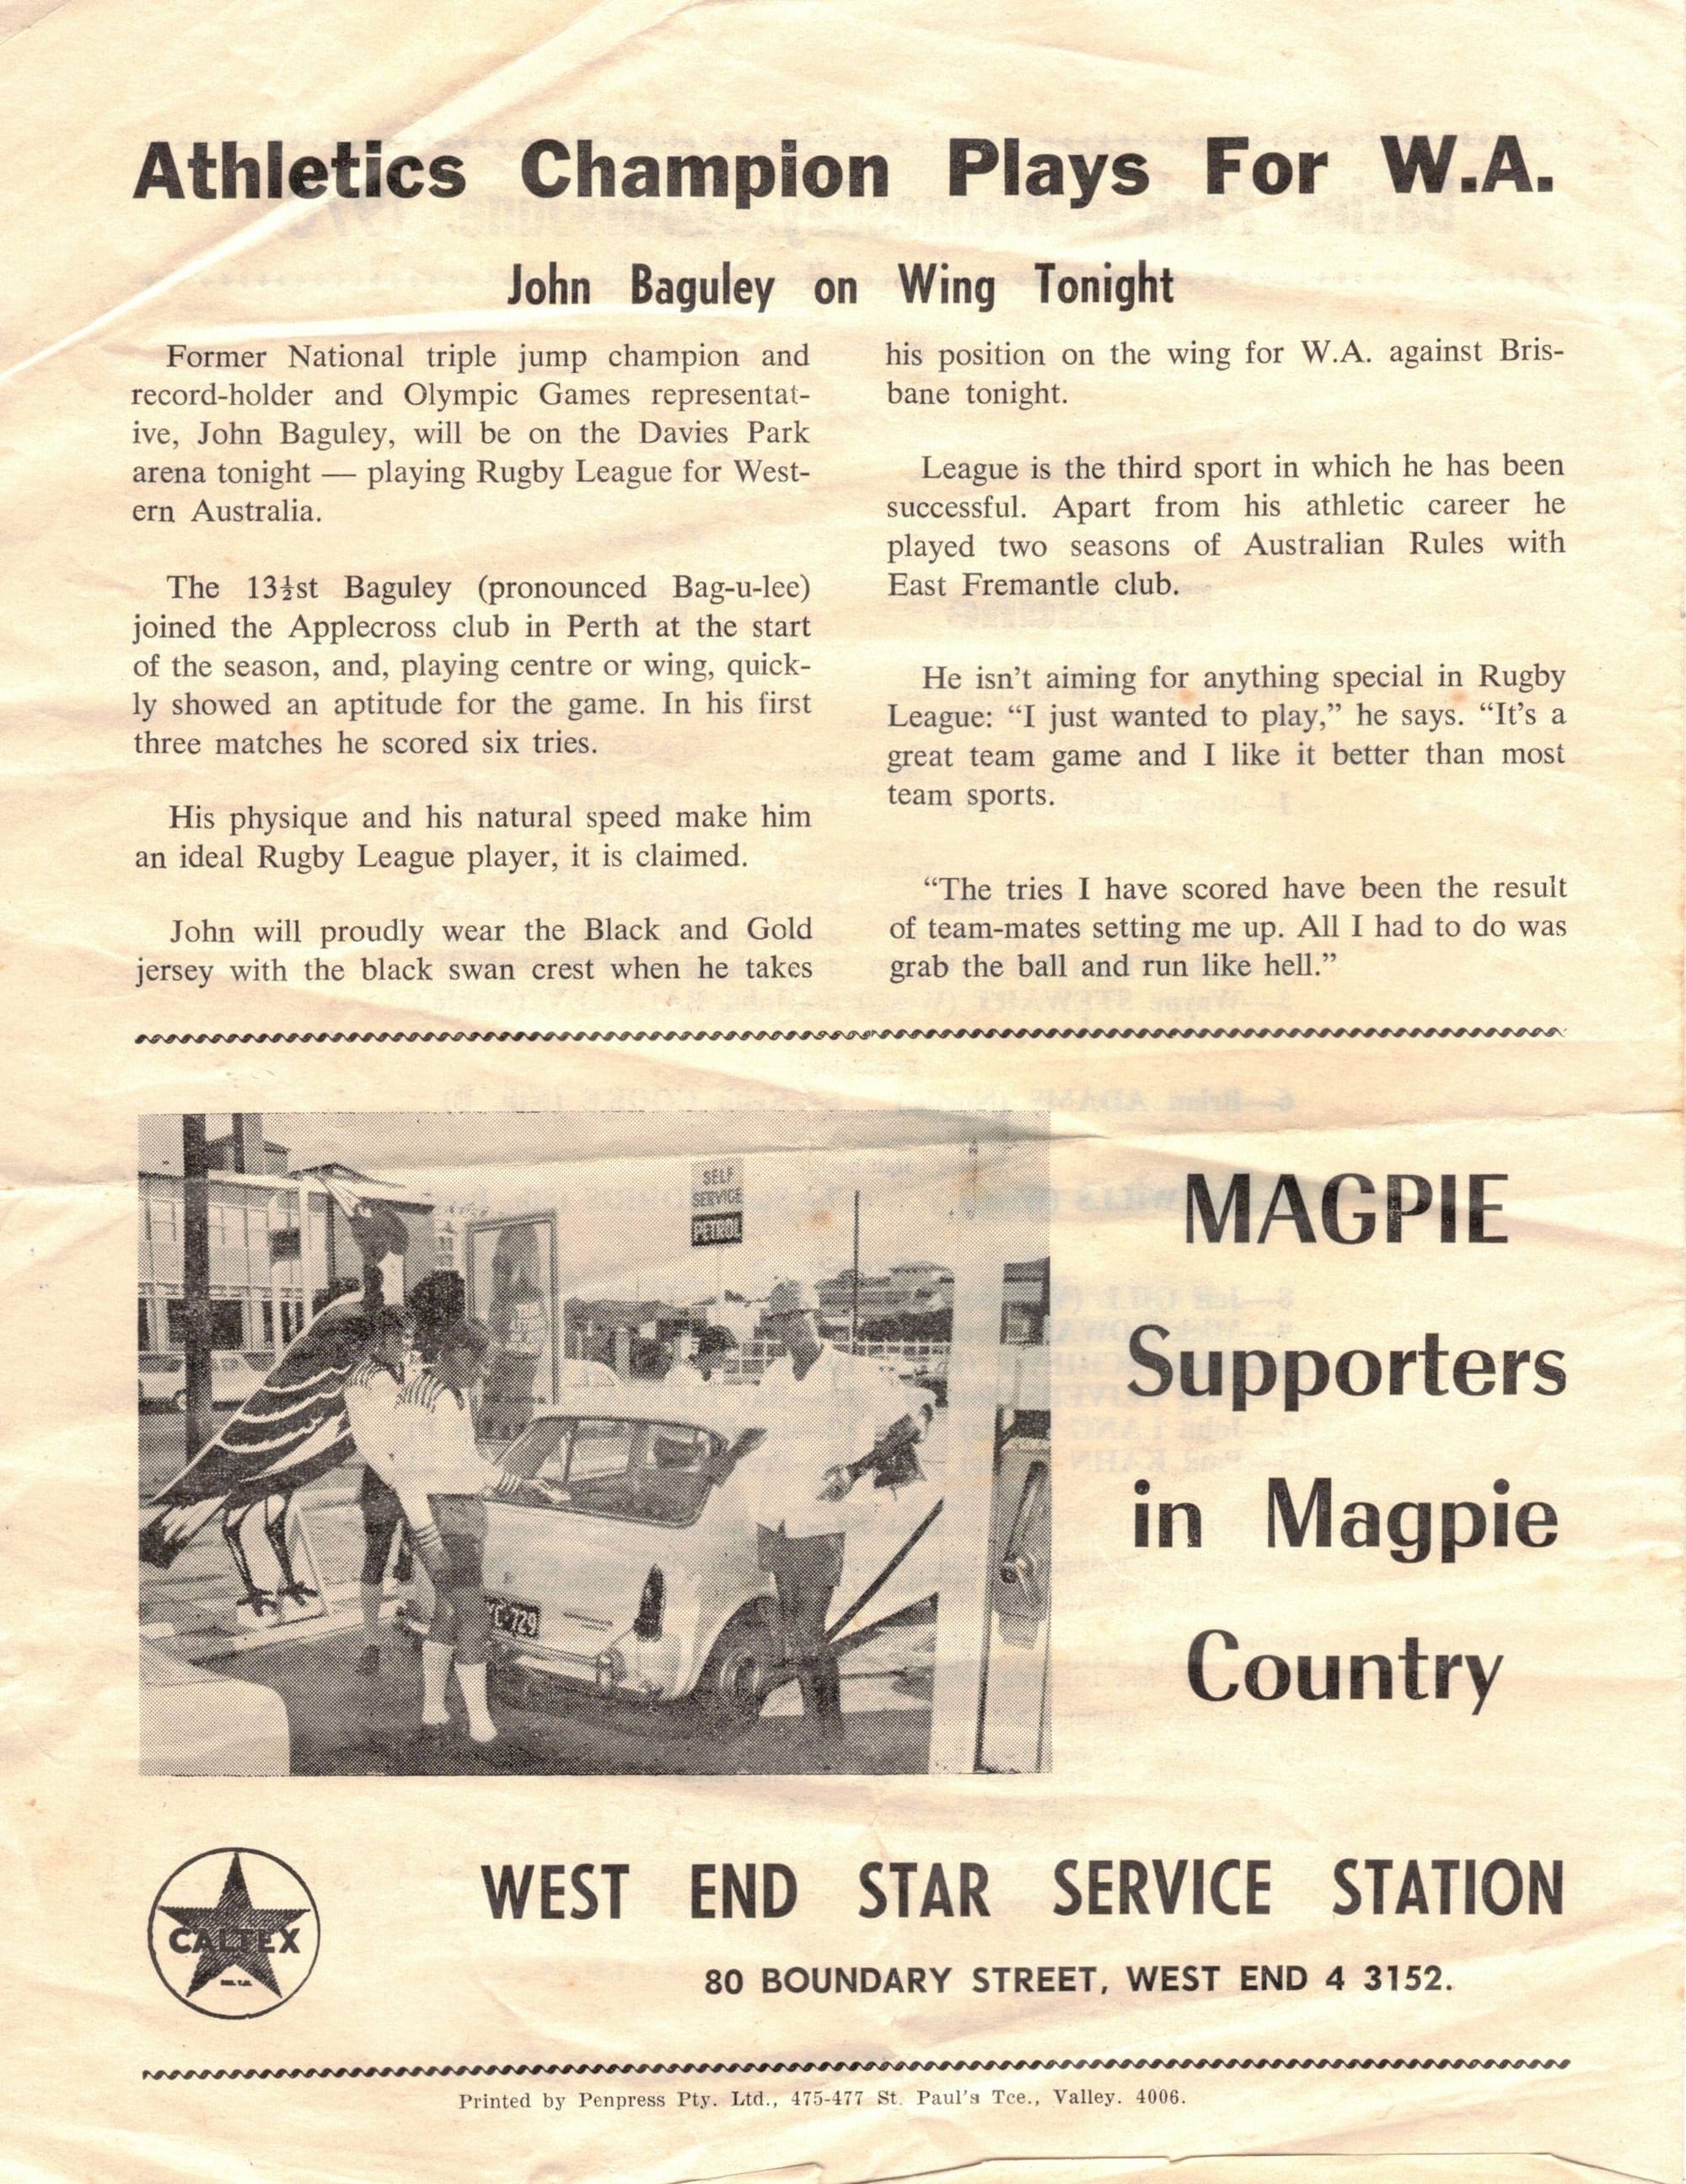 Athletics Champion Plays For W.A.
John Baguley on Wing Tonight
Former National triple jump champion and
record-holder and Olympic Games representat-
ive, John Baguley, will be on the Davies Park
arena tonight — playing Rugby League for West-
ern Australia.
The 13½st Baguley (pronounced Bag-u-lee)
joined the Applecross club in Perth at the start
of the season, and, playing centre or wing, quick-
ly showed an aptitude for the game. In his first
three matches he scored six tries.
His physique and his natural speed make him
an ideal Rugby League player, it is claimed.
John will proudly wear the Black and Gold
jersey with the black swan crest when he takes
his position on the wing for W.A. against Bris-
bane tonight.
League is the third sport in which he has been
successful. Apart from his athletic career he
played two seasons of Australian Rules with
East Fremantle club.
He isn't aiming for anything special in Rugby
League: “I just wanted to play,” he says. “It's a
great team game and I like it better than most
team sports.
“The tries I have scored have been the result
of team-mates setting me up. All I had to do was
grab the ball and run like hell.”
SELF
SERVICE
PETROL
MAGPIE
Supporters
in Magpie
Country
CALTEX
WEST END STAR SERVICE STATION
80 BOUNDARY STREET, WEST END 4 3152.
Printed by Penpress Pty. Ltd., 475-477 St. Paul's Tce., Valley. 4006.